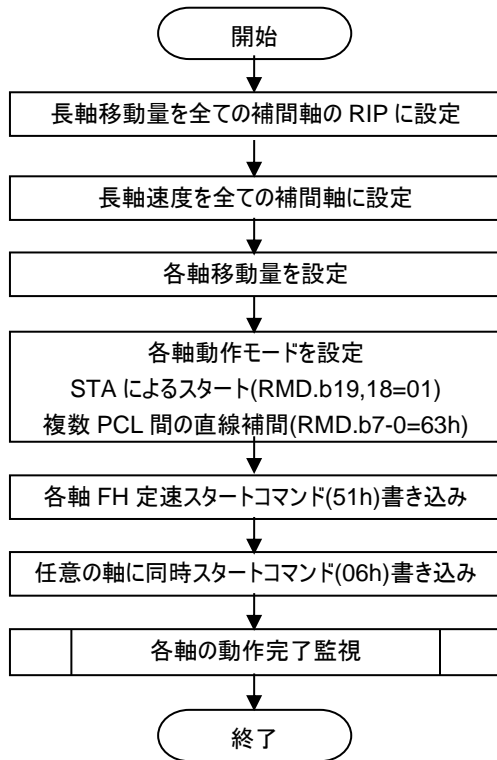 開始
長軸移動量を全ての補間軸の RIP に設定
長軸速度を全ての補間軸に設定
各軸移動量を設定
各軸動作モードを設定
STA によるスタート(RMD.b19,18=01)
複数 PCL 間の直線補間(RMD.b7-0=63h)
各軸 FH 定速スタートコマンド(51h)書き込み
任意の軸に同時スタートコマンド(06h)書き込み
各軸の動作完了監視
終了